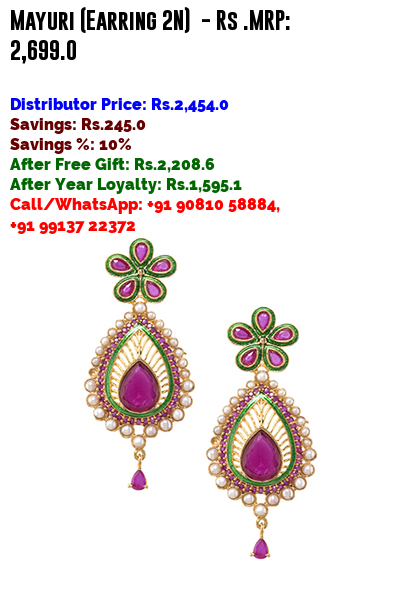 Mayuri (Earring 2N) - Rs .MRP:
2,699.0
Distributor Price: Rs.2,454.0
Savings: Rs.245.0
Savings %: 10%
After Free Gift: Rs.2,208.6
After Year Loyalty: Rs.1,595.1
Call/WhatsApp: +91 90810 58884,
+91 99137 22372